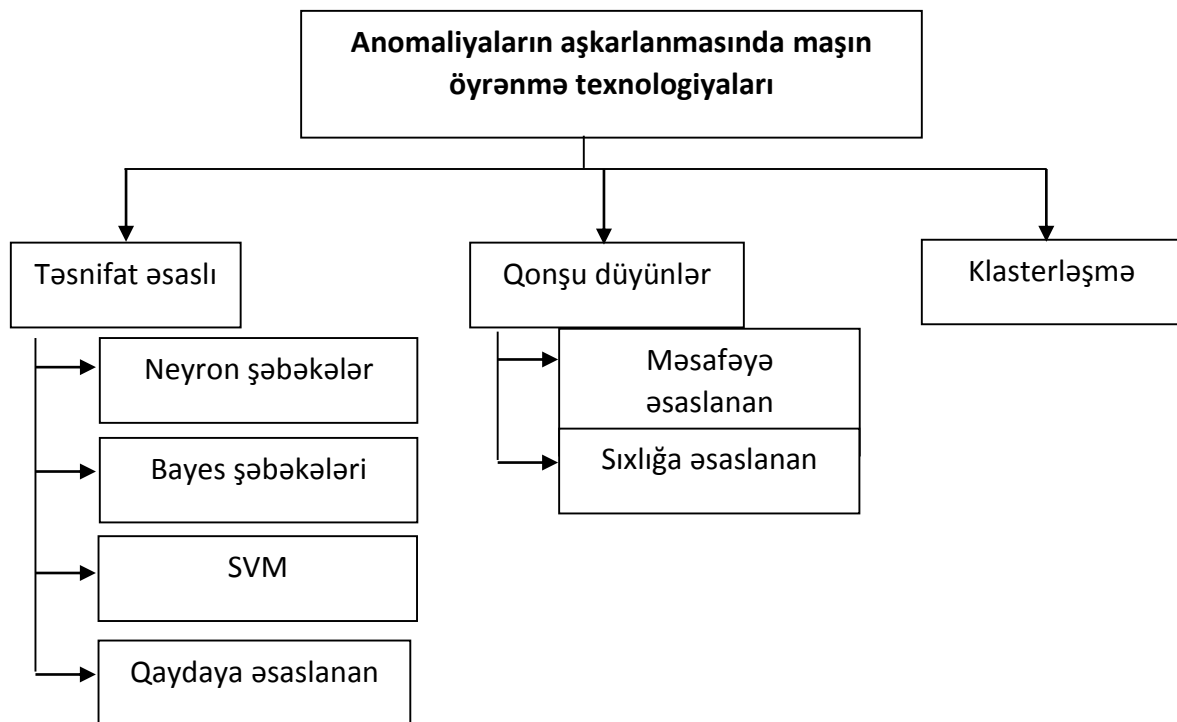 Anomaliyaların aşkarlanmasında maşın
öyrənmə texnologiyaları
Təsnifat əsaslı
Qonşu düyünlər
Klasterləşmə
Neyron şəbəkələr
Bayes şəbəkələri
SVM
Qaydaya əsaslanan
Məsafəyə
əsaslanan
Sıxlığa əsaslanan